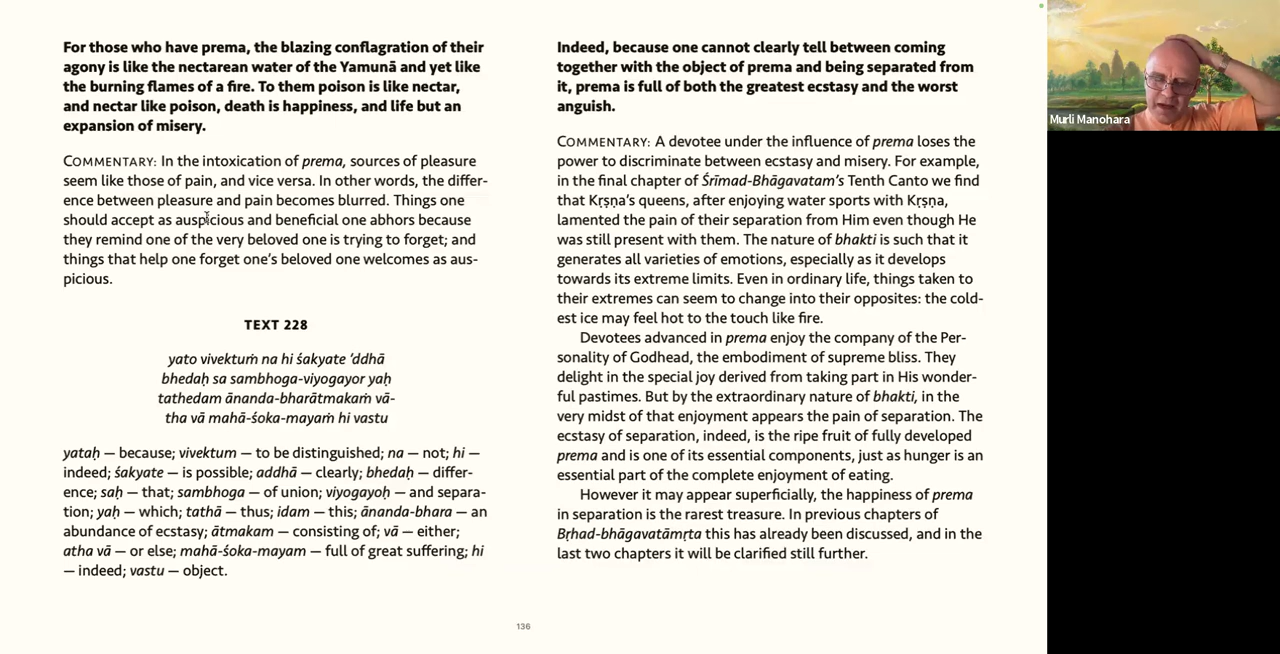 For those who have prema, the blazing conflagration of their
agony is like the nectarean water of the Yamunā and yet like
the burning flames of a fire. To them poison is like nectar,
and nectar like poison, death is happiness, and life but an
expansion of misery.
COMMENTARY: In the intoxication of prema, sources of pleasure
seem like those of pain, and vice versa. In other words, the differ-
ence between pleasure and pain becomes blurred. Things one
should accept as auspicious and beneficial one abhors because
they remind one of the very beloved one is trying to forget; and
things that help one forget one's beloved one welcomes as aus-
picious.
TEXT 228
yato vivektuṁ na hi śakyate 'ddhā
bhedaḥ sa sambhoga-viyogayor yaḥ
tathedam ānanda-bharātmakaṁ vā-
tha vā mahā-śoka-mayaṁ hi vastu
yataḥ — because; vivektum — to be distinguished; na — not; hi —
indeed; śakyate — is possible; addhā — clearly; bhedaḥ — differ-
ence; saḥ — that; sambhoga — of union; viyogayoḥ — and separa-
tion; yaḥ — which; tathā — thus; idam — this; ānanda-bhara — an
abundance of ecstasy; ātmakam — consisting of; vā — either;
atha vā — or else; mahā-śoka-mayam — full of great suffering; hi
— indeed; vastu — object.
Indeed, because one cannot clearly tell between coming
together with the object of prema and being separated from
it, prema is full of both the greatest ecstasy and the worst
anguish.
COMMENTARY: A devotee under the influence of prema loses the
power to discriminate between ecstasy and misery. For example,
in the final chapter of Śrīmad-Bhāgavatam's Tenth Canto we find
that Kṛṣṇa's queens, after enjoying water sports with Kṛṣṇa,
lamented the pain of their separation from Him even though He
was still present with them. The nature of bhakti is such that it
generates all varieties of emotions, especially as it develops
towards its extreme limits. Even in ordinary life, things taken to
their extremes can seem to change into their opposites: the cold-
est ice may feel hot to the touch like fire.
Devotees advanced in prema enjoy the company of the Per-
sonality of Godhead, the embodiment of supreme bliss. They
delight in the special joy derived from taking part in His wonder-
ful pastimes. But by the extraordinary nature of bhakti, in the
very midst of that enjoyment appears the pain of separation. The
ecstasy of separation, indeed, is the ripe fruit of fully developed
prema and is one of its essential components, just as hunger is an
essential part of the complete enjoyment of eating.
However it may appear superficially, the happiness of prema
in separation is the rarest treasure. In previous chapters of
Bṛhad-bhāgavatāmṛta this has already been discussed, and in the
last two chapters it will be clarified still further.
136
Murli Manohara